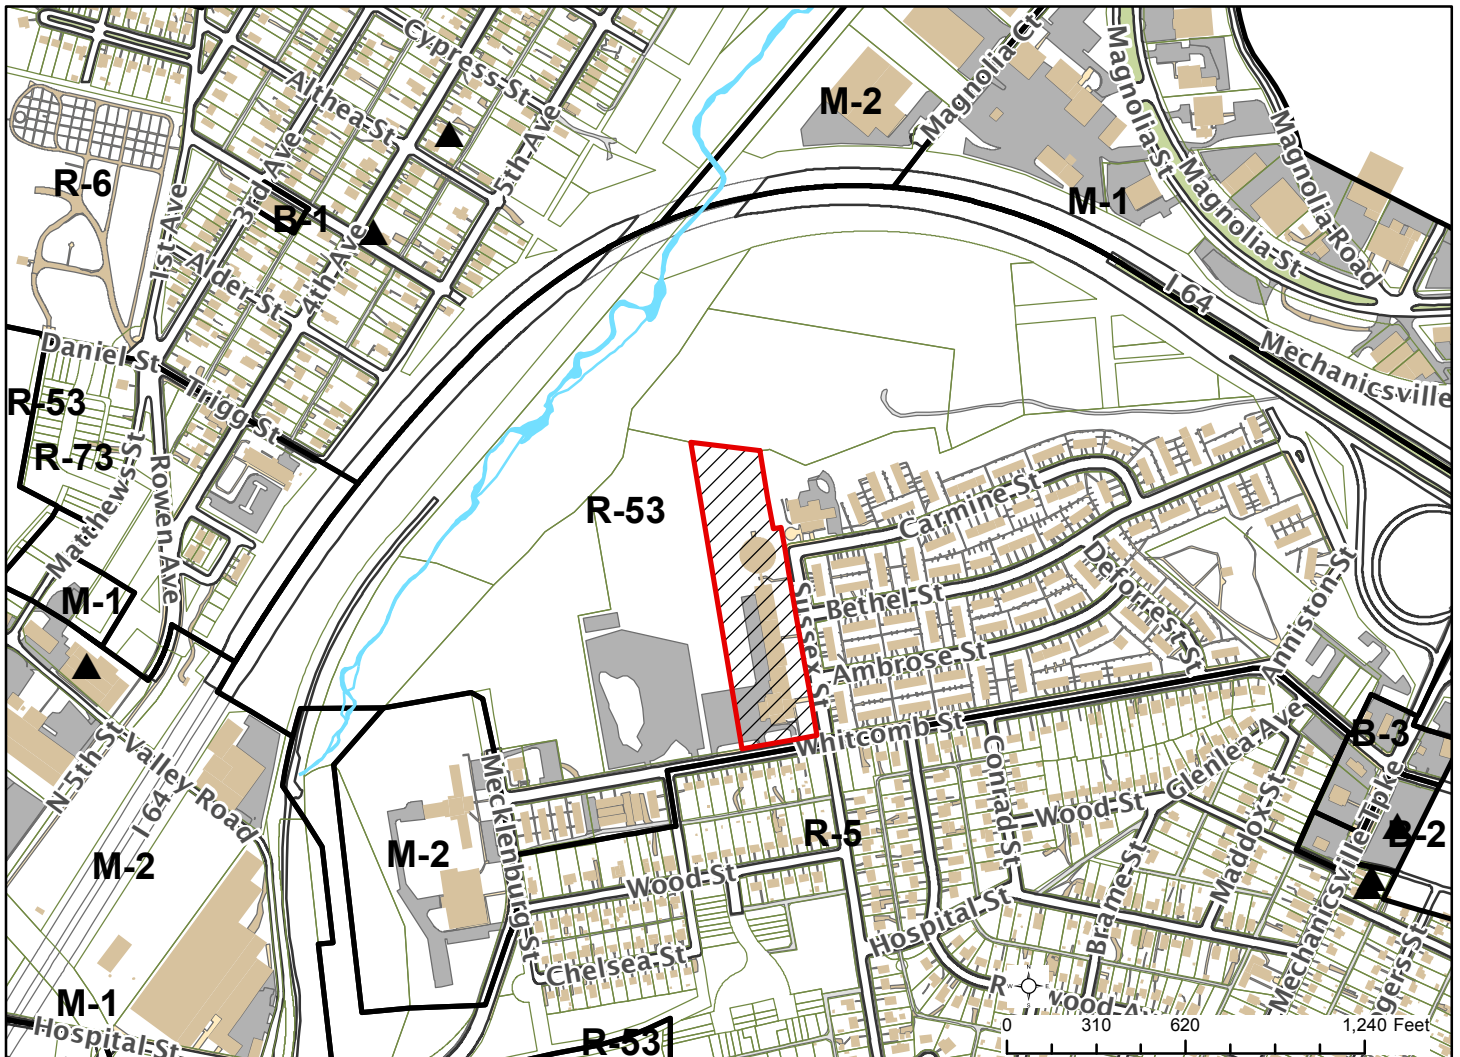 Cypress St
Magnolia Ct
Magnolia St
Magnolia Road
M-2
Althea St
5th Ave
3rd Ave
R-6
1st Ave
B-1
4th Ave
Alder St
M-1
Magnolia St
I-64
Mechanicsville
Daniel St
Trigg St
R-53
R-73
Matthews St
Rowen Ave
R-53
Carmine St
Bethel St
Deforrest St
Anniston St
Sussex St
Ambrose St
M-1
N 5th St
Valley Road
I-64
Whitcomb St
Glenlea Ave
B-3
Mecklenburg St
Conrad St
Wood St
Maddox St
R-5
B-2
M-2
M-2
Wood St
Brame St
Mechanicsville Tpke
Hospital St
Chelsea St
Rogers St
M-1
Hospital St
R-53
N
W
E
S
0 310 620 1,240 Feet